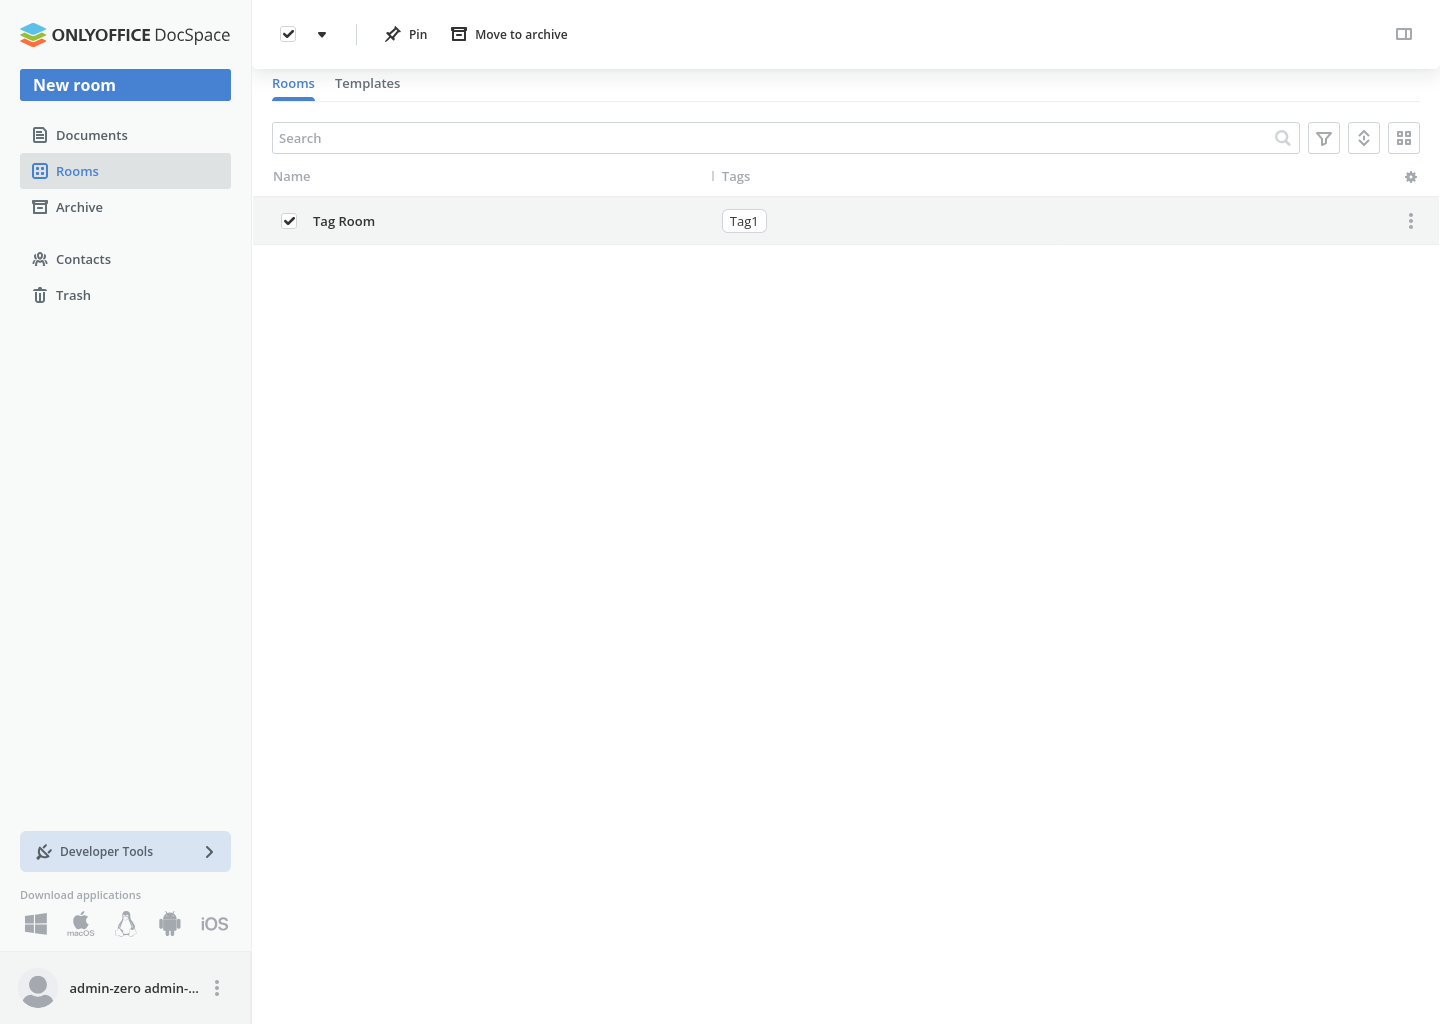 ONLYOFFICE DocSpace
New room
Documents
Rooms
Archive
Contacts
Trash
Developer Tools
Download applications
macOS
iOS
admin-zero admin-...
Pin
Move to archive
Rooms
Templates
Search
Name
Tags
Tag Room
Tag1